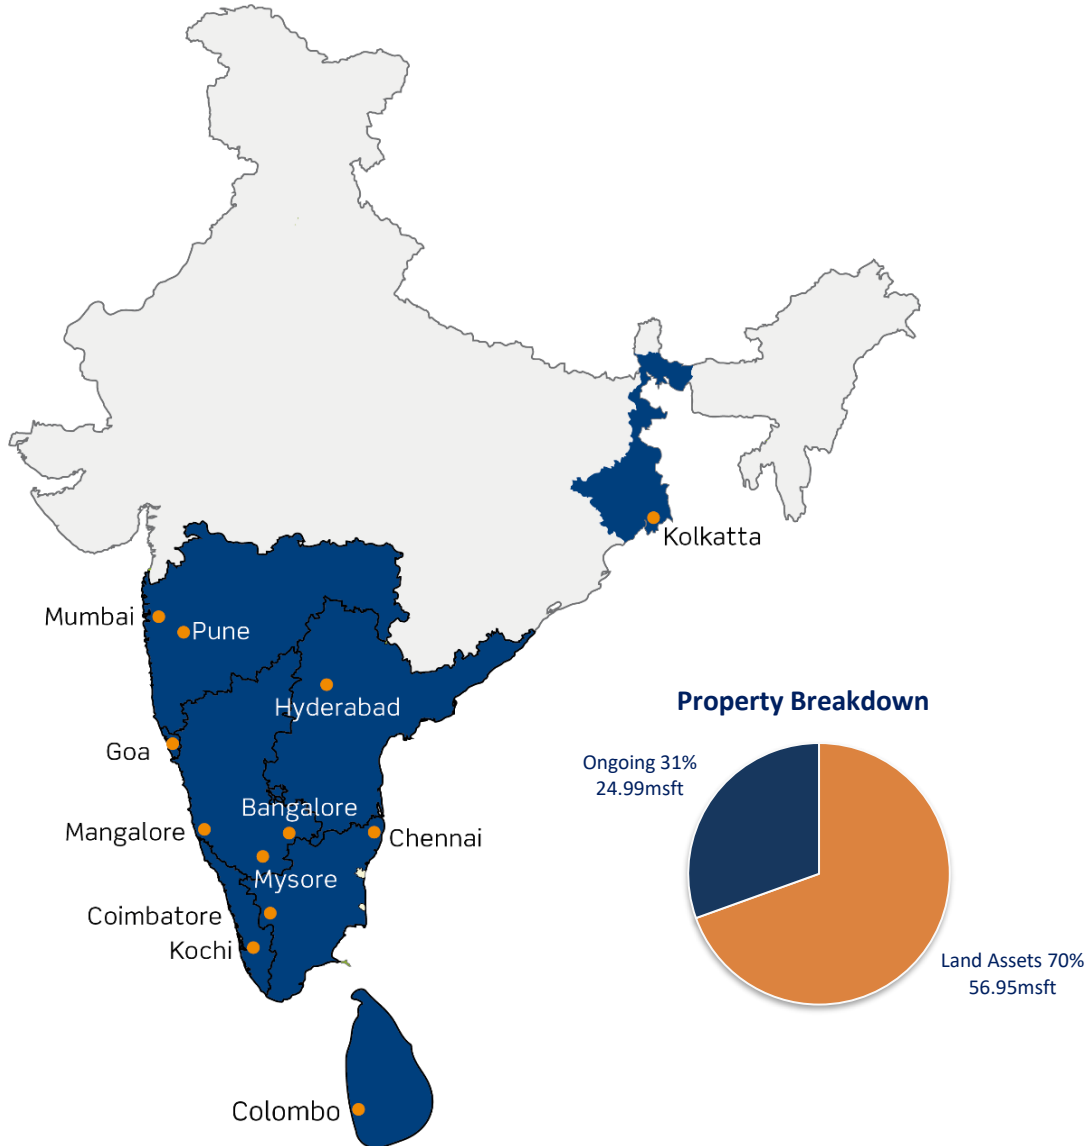 Kolkatta
Mumbai
Pune
Hyderabad
Goa
Bangalore
Mangalore
Chennai
Mysore
Coimbatore
Kochi
Colombo
Property Breakdown
Ongoing 31%
24.99msft
Land Assets 70%
56.95msft